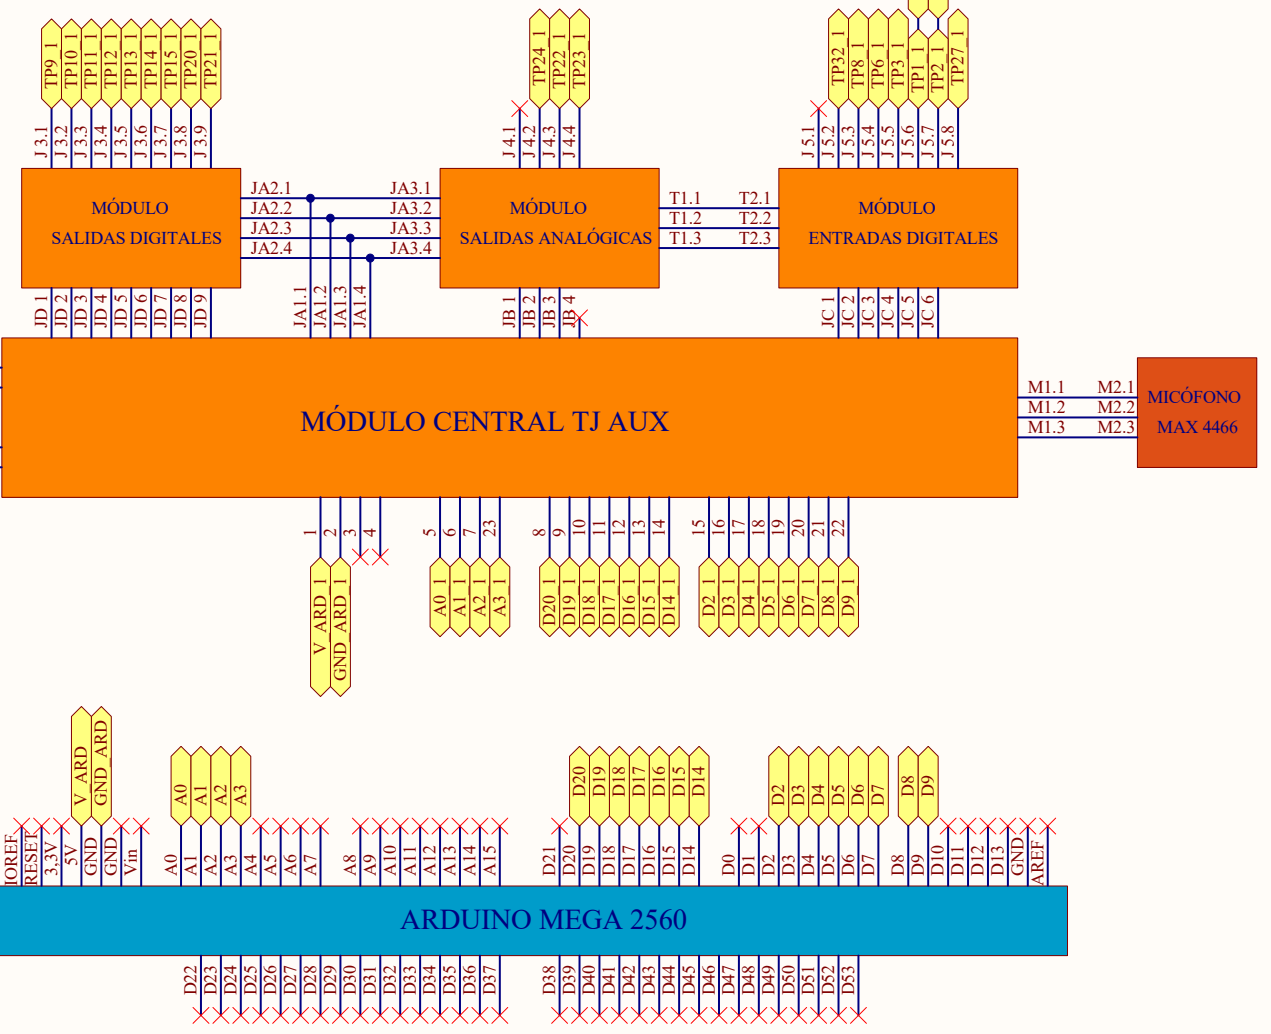 TP9_1
TP10_1
TP11_1
TP12_1
TP13_1
TP14_1
TP15_1
TP20_1
TP21_1
TP24_1
TP22_1
TP23_1
TP32_1
TP8_1
TP6_1
TP3_1
TP1_1
TP2_1
TP27_1
J 3.1
J 3.2
J 3.3
J 3.4
J 3.5
J 3.6
J 3.7
J 3.8
J 3.9
J 4.1
J 4.2
J 4.3
J 4.4
J 5.1
J 5.2
J 5.3
J 5.4
J 5.5
J 5.6
J 5.7
J 5.8
MÓDULO
SALIDAS DIGITALES
JA2.1
JA2.2
JA2.3
JA2.4
JA3.1
JA3.2
JA3.3
JA3.4
MÓDULO
SALIDAS ANALÓGICAS
T1.1
T1.2
T1.3
T2.1
T2.2
T2.3
MÓDULO
ENTRADAS DIGITALES
JD 1
JD 2
JD 3
JD 4
JD 5
JD 6
JD 7
JD 8
JD 9
JA1.1
JA1.2
JA1.3
JA1.4
JB 1
JB 2
JB 3
JB 4
JC 1
JC 2
JC 3
JC 4
JC 5
JC 6
MÓDULO CENTRAL TJ AUX
M1.1
M1.2
M1.3
M2.1
M2.2
M2.3
MICÓFONO
MAX 4466
1
2
3
4
5
6
7
23
8
9
10
11
12
13
14
15
16
17
18
19
20
21
22
V_ARD_1
GND_ARD_1
A0_1
A1_1
A2_1
A3_1
D20_1
D19_1
D18_1
D17_1
D16_1
D15_1
D14_1
D2_1
D3_1
D4_1
D5_1
D6_1
D7_1
D8_1
D9_1
V_ARD
GND_ARD
A0
A1
A2
A3
D20
D19
D18
D17
D16
D15
D14
D2
D3
D4
D5
D6
D7
D8
D9
IOREF
RESET
3,3V
5V
GND
GND
Vin
A0
A1
A2
A3
A4
A5
A6
A7
A8
A9
A10
A11
A12
A13
A14
A15
D21
D20
D19
D18
D17
D16
D15
D14
D0
D1
D2
D3
D4
D5
D6
D7
D8
D9
D10
D11
D12
D13
GND
AREF
ARDUINO MEGA 2560
D22
D23
D24
D25
D26
D27
D28
D29
D30
D31
D32
D33
D34
D35
D36
D37
D38
D39
D40
D41
D42
D43
D44
D45
D46
D47
D48
D49
D50
D51
D52
D53